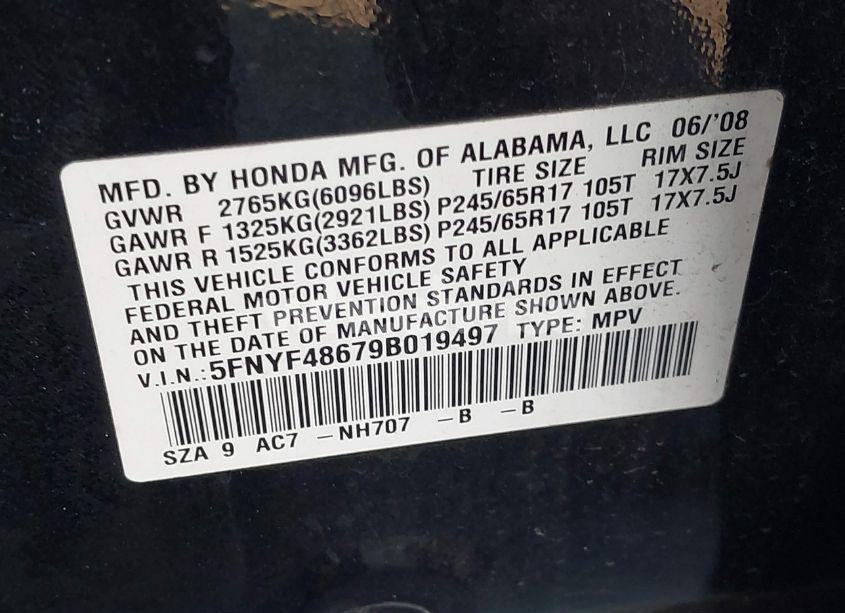 MFD. BY HONDA MFG. OF ALABAMA, LLC 06/'08
GVWR 2765KG(6096LBS) TIRE SIZE RIM SIZE
GAWR F 1325KG(2921LBS) P245/65R17 105T 17X7.5J
GAWR R 1525KG(3362LBS) P245/65R17 105T 17X7.5J
THIS VEHICLE CONFORMS TO ALL APPLICABLE
FEDERAL MOTOR VEHICLE SAFETY
AND THEFT PREVENTION STANDARDS IN EFFECT
ON THE DATE OF MANUFACTURE SHOWN ABOVE.
V.I.N.: 5FNYF48679B019497 TYPE: MPV
SZA 9 AC7 -NH707 -B -B